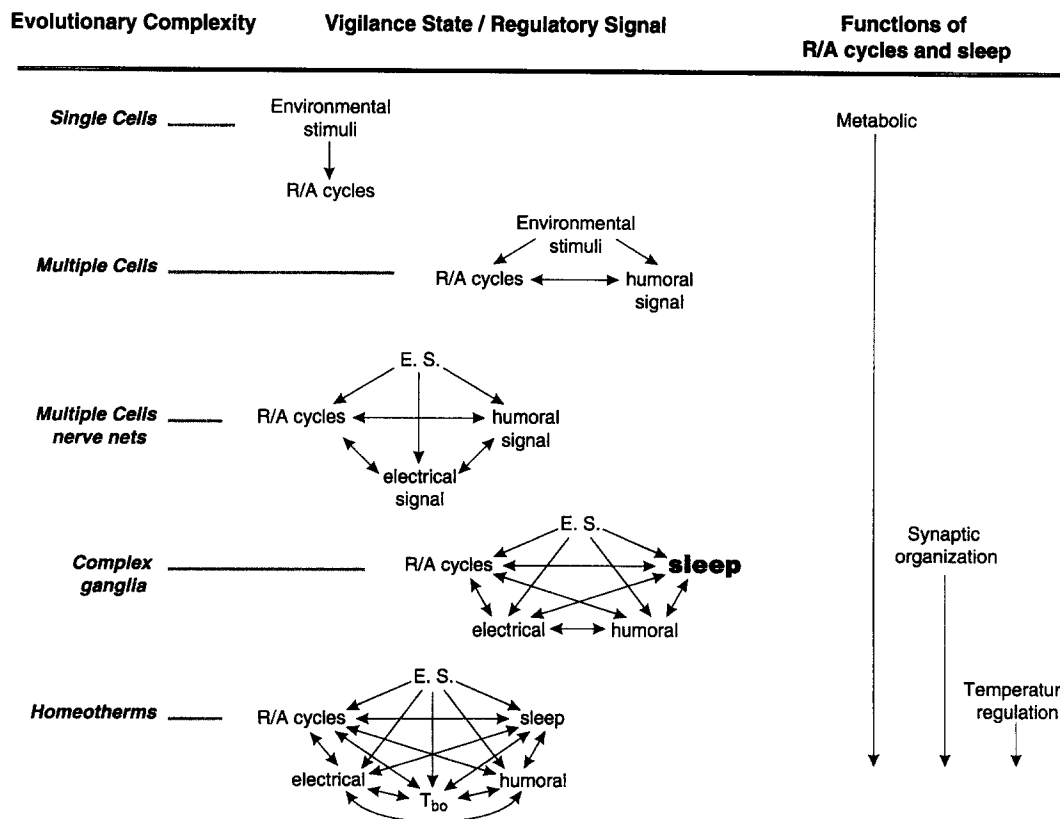 Evolutionary Complexity
Vigilance State / Regulatory Signal
Functions of
R/A cycles and sleep
Single Cells
Environmental
stimuli
R/A cycles
Metabolic
Multiple Cells
Environmental
stimuli
R/A cycles
humoral
signal
Multiple Cells
nerve nets
E. S.
R/A cycles
humoral
signal
electrical
signal
Complex
ganglia
E. S.
R/A cycles
sleep
electrical
humoral
Synaptic
organization
Homeotherms
E. S.
R/A cycles
sleep
electrical
humoral
Tbo
Temperatur
regulation